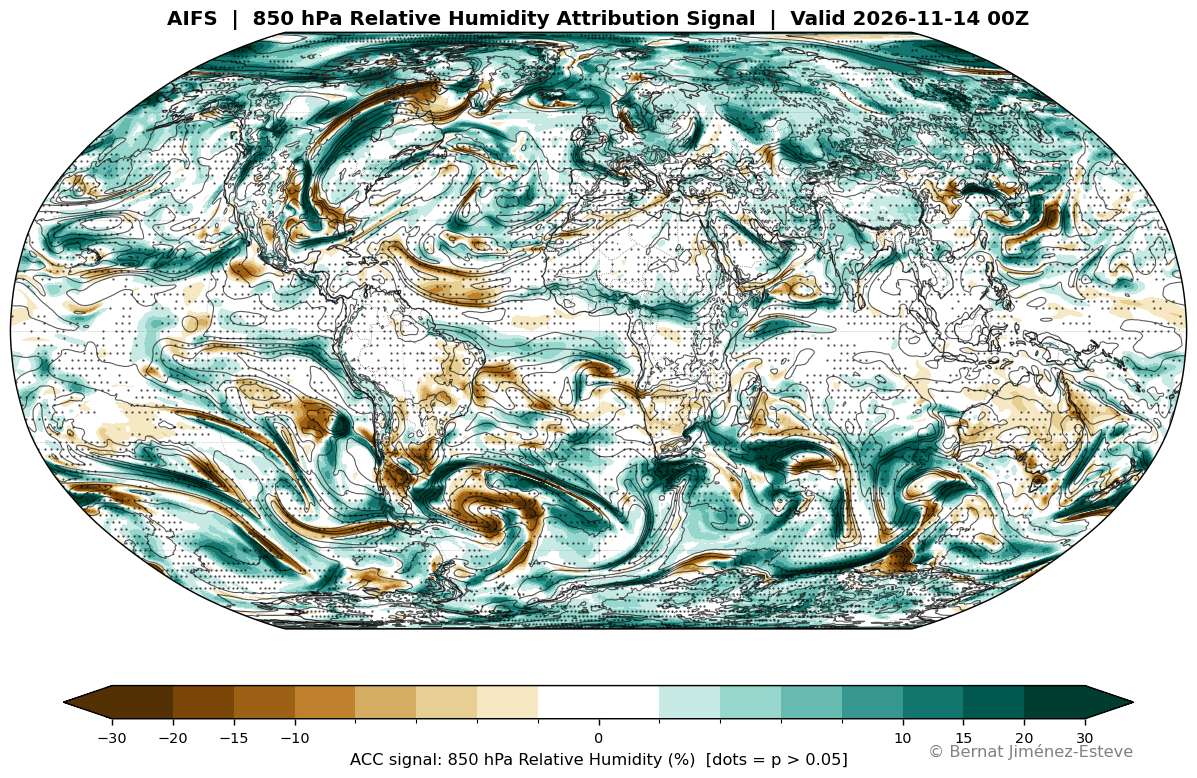 AIFS | 850 hPa Relative Humidity Attribution Signal | Valid 2026-11-14 00Z
−30 −20 −15 −10 0 10 15 20 30
ACC signal: 850 hPa Relative Humidity (%) [dots = p > 0.05]
© Bernat Jiménez-Esteve